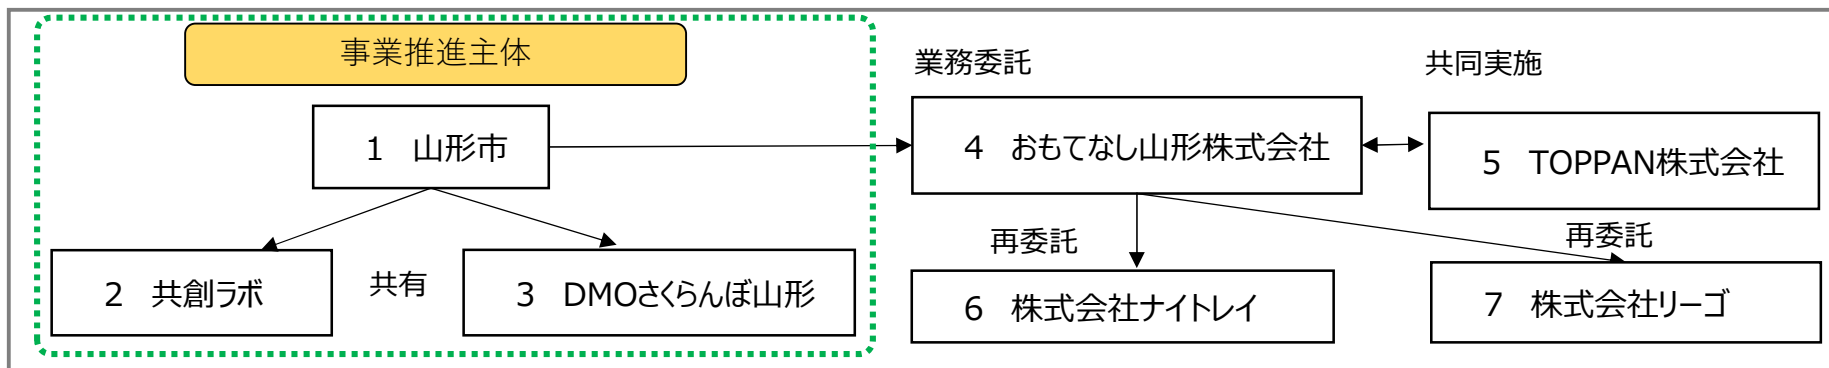 事業推進主体
業務委託
共同実施
1 山形市
4 おもてなし山形株式会社
5 TOPPAN株式会社
再委託
再委託
2 共創ラボ
共有
3 DMOさくらんぼ山形
6 株式会社ナイトレイ
7 株式会社リーゴ